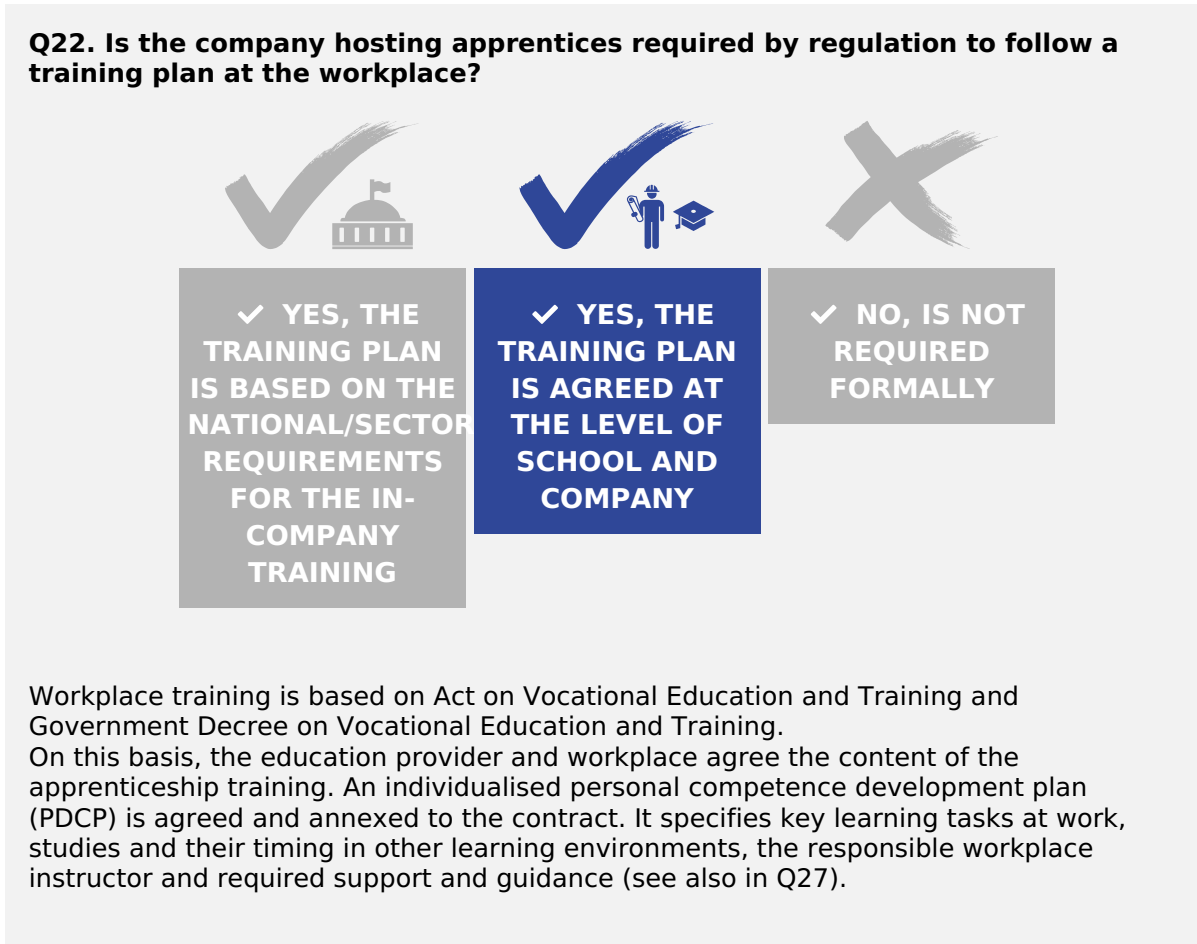 Q22. Is the company hosting apprentices required by regulation to follow a
training plan at the workplace?
✓ YES, THE
TRAINING PLAN
IS BASED ON THE
NATIONAL/SECTOR
REQUIREMENTS
FOR THE IN-
COMPANY
TRAINING
✓ YES, THE
TRAINING PLAN
IS AGREED AT
THE LEVEL OF
SCHOOL AND
COMPANY
✓ NO, IS NOT
REQUIRED
FORMALLY
Workplace training is based on Act on Vocational Education and Training and
Government Decree on Vocational Education and Training.
On this basis, the education provider and workplace agree the content of the
apprenticeship training. An individualised personal competence development plan
(PDCP) is agreed and annexed to the contract. It specifies key learning tasks at work,
studies and their timing in other learning environments, the responsible workplace
instructor and required support and guidance (see also in Q27).